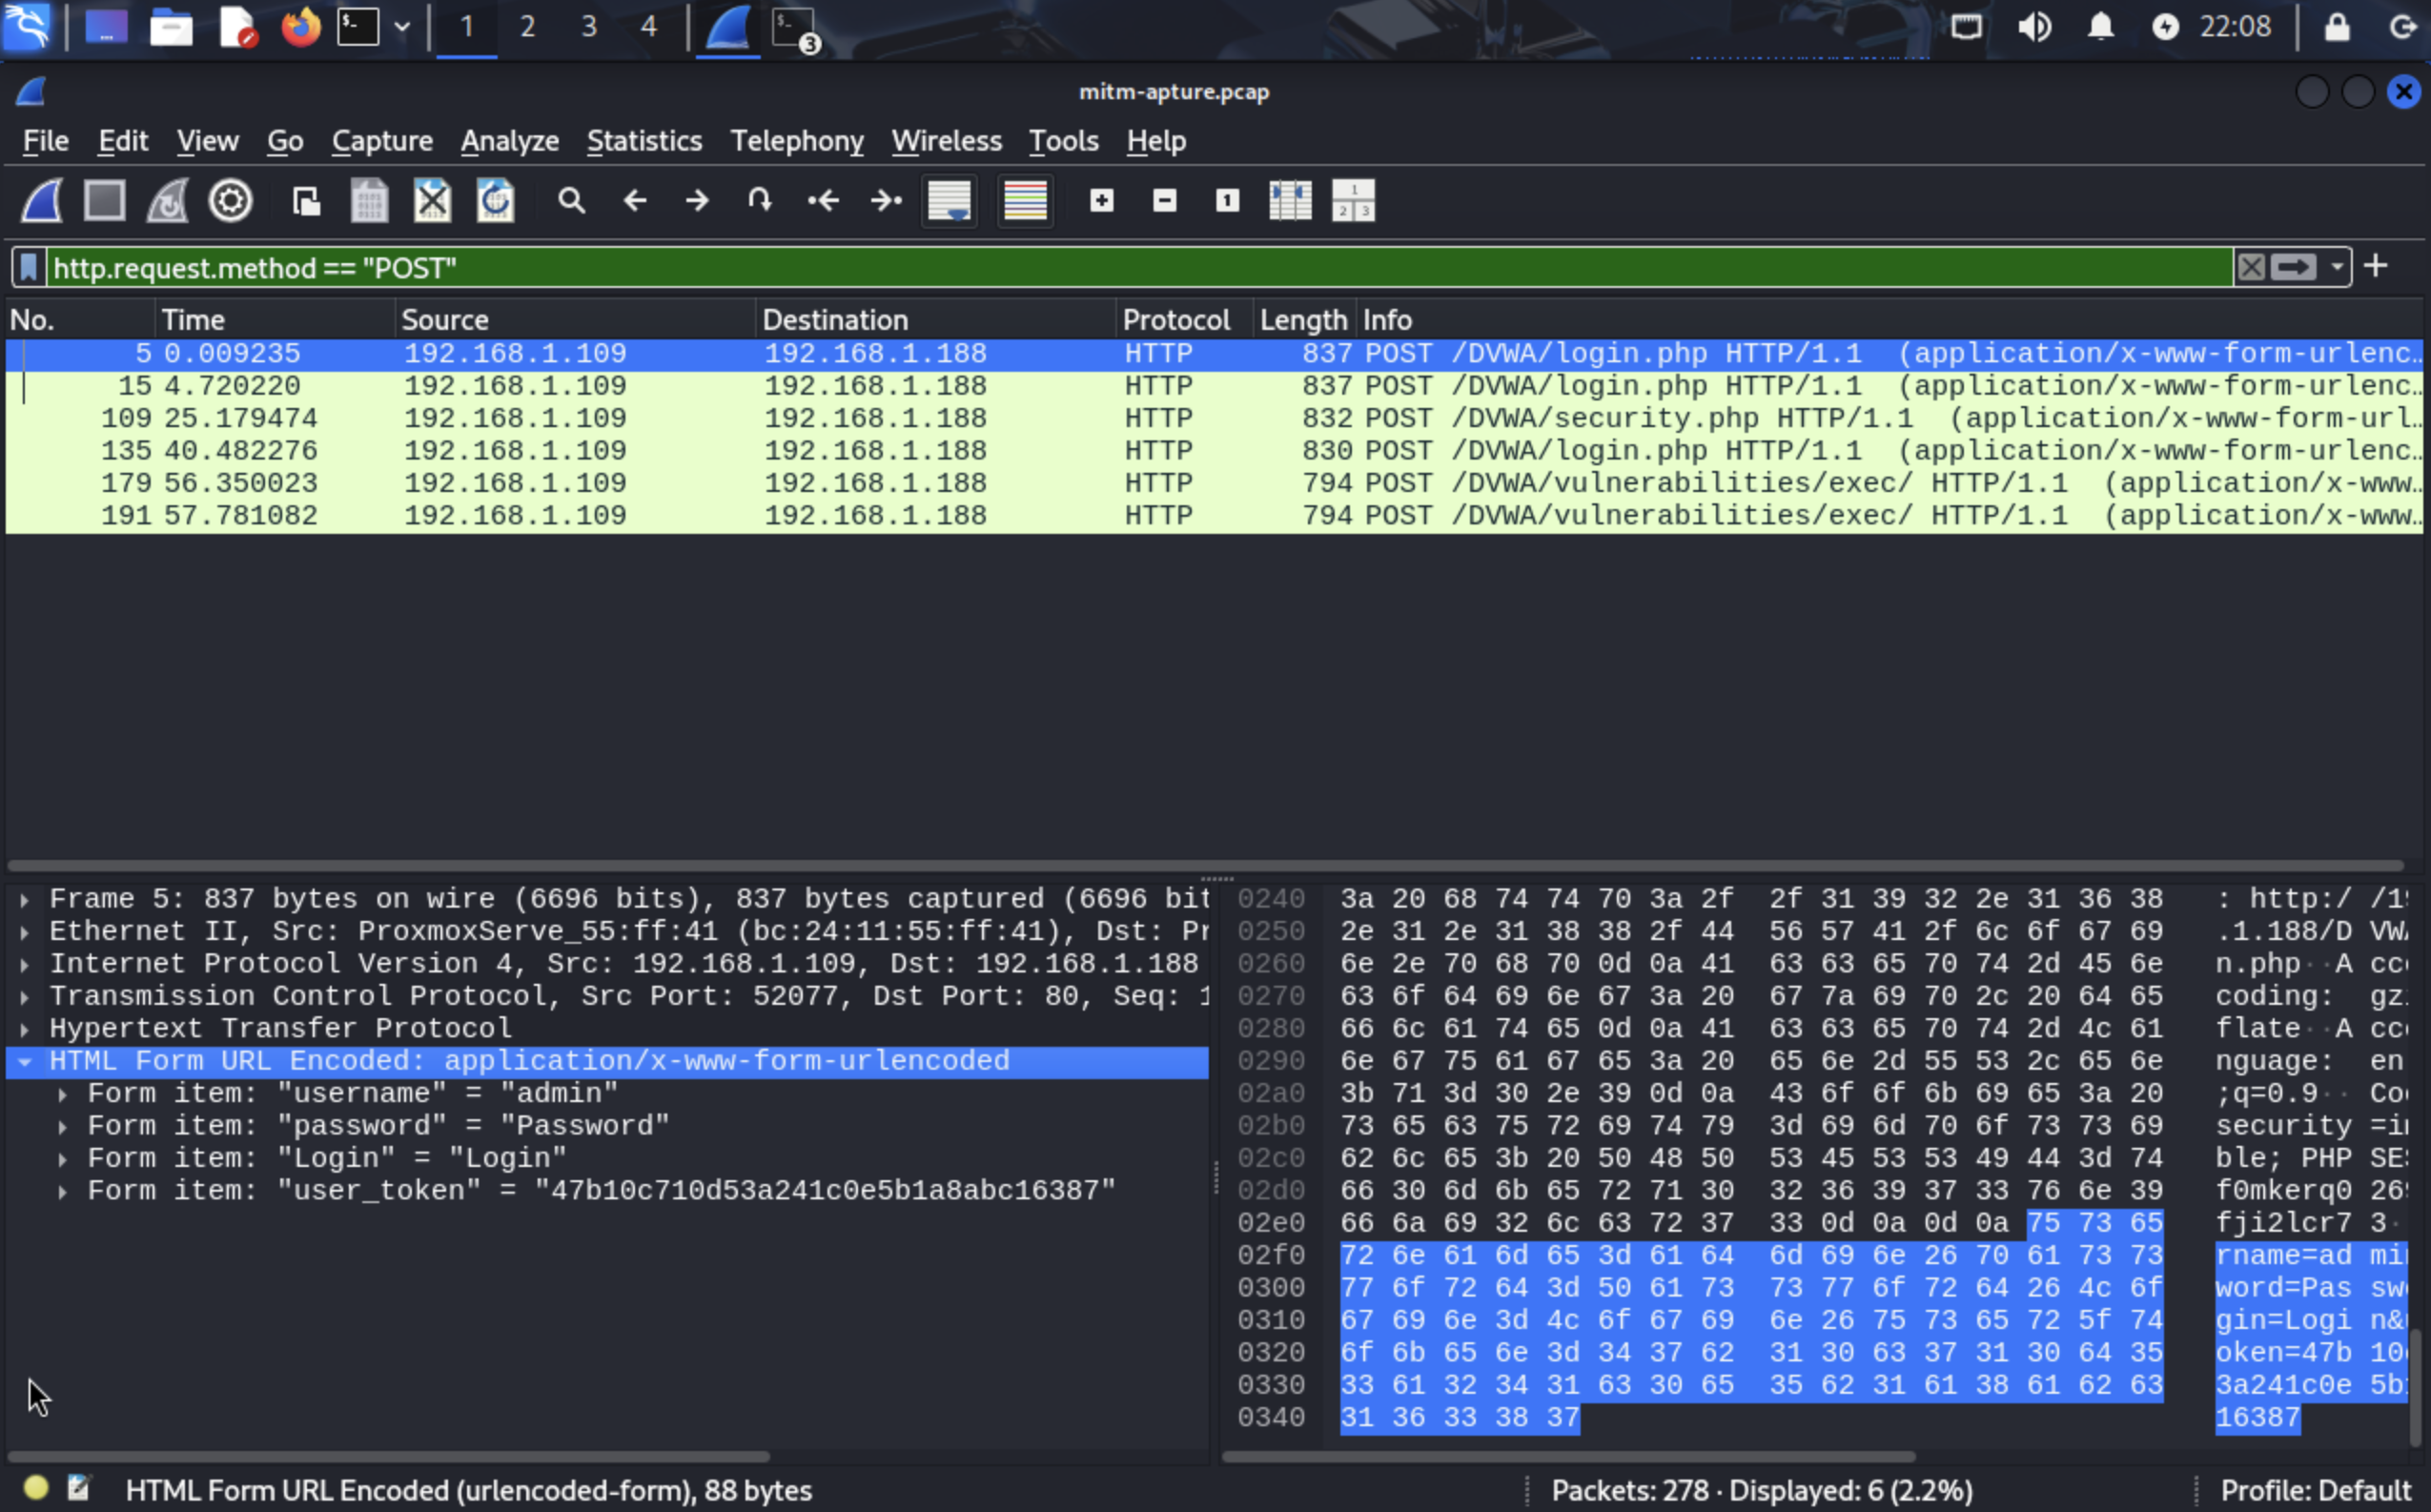 1 2 3 4 3 22:08
mitm-apture.pcap
File Edit View Go Capture Analyze Statistics Telephony Wireless Tools Help
http.request.method == "POST"
No. Time Source Destination Protocol Length Info
5 0.009235 192.168.1.109 192.168.1.188 HTTP 837 POST /DVWA/login.php HTTP/1.1 (application/x-www-form-urlenc…
15 4.720220 192.168.1.109 192.168.1.188 HTTP 837 POST /DVWA/login.php HTTP/1.1 (application/x-www-form-urlenc…
109 25.179474 192.168.1.109 192.168.1.188 HTTP 832 POST /DVWA/security.php HTTP/1.1 (application/x-www-form-url…
135 40.482276 192.168.1.109 192.168.1.188 HTTP 830 POST /DVWA/login.php HTTP/1.1 (application/x-www-form-urlenc…
179 56.350023 192.168.1.109 192.168.1.188 HTTP 794 POST /DVWA/vulnerabilities/exec/ HTTP/1.1 (application/x-www…
191 57.781082 192.168.1.109 192.168.1.188 HTTP 794 POST /DVWA/vulnerabilities/exec/ HTTP/1.1 (application/x-www…
Frame 5: 837 bytes on wire (6696 bits), 837 bytes captured (6696 bit
Ethernet II, Src: ProxmoxServe_55:ff:41 (bc:24:11:55:ff:41), Dst: Pr
Internet Protocol Version 4, Src: 192.168.1.109, Dst: 192.168.1.188
Transmission Control Protocol, Src Port: 52077, Dst Port: 80, Seq: 1
Hypertext Transfer Protocol
HTML Form URL Encoded: application/x-www-form-urlencoded
Form item: "username" = "admin"
Form item: "password" = "Password"
Form item: "Login" = "Login"
Form item: "user_token" = "47b10c710d53a241c0e5b1a8abc16387"
0240 3a 20 68 74 74 70 3a 2f 2f 31 39 32 2e 31 36 38 : http:/ /19
0250 2e 31 2e 31 38 38 2f 44 56 57 41 2f 6c 6f 67 69 .1.188/D VWA
0260 6e 2e 70 68 70 0d 0a 41 63 63 65 70 74 2d 45 6e n.php··A cce
0270 63 6f 64 69 6e 67 3a 20 67 7a 69 70 2c 20 64 65 coding: gzi
0280 66 6c 61 74 65 0d 0a 41 63 63 65 70 74 2d 4c 61 flate··A cce
0290 6e 67 75 61 67 65 3a 20 65 6e 2d 55 53 2c 65 6e nguage: en
02a0 3b 71 3d 30 2e 39 0d 0a 43 6f 6f 6b 69 65 3a 20 ;q=0.9·· Coo
02b0 73 65 63 75 72 69 74 79 3d 69 6d 70 6f 73 73 69 security =im
02c0 62 6c 65 3b 20 50 48 50 53 45 53 53 49 44 3d 74 ble; PHP SES
02d0 66 30 6d 6b 65 72 71 30 32 36 39 37 33 76 6e 39 f0mkerq0 269
02e0 66 6a 69 32 6c 63 72 37 33 0d 0a 0d 0a 75 73 65 fji2lcr7 3·
02f0 72 6e 61 6d 65 3d 61 64 6d 69 6e 26 70 61 73 73 rname=ad min
0300 77 6f 72 64 3d 50 61 73 73 77 6f 72 64 26 4c 6f word=Pas swo
0310 67 69 6e 3d 4c 6f 67 69 6e 26 75 73 65 72 5f 74 gin=Logi n&u
0320 6f 6b 65 6e 3d 34 37 62 31 30 63 37 31 30 64 35 oken=47b 10c
0330 33 61 32 34 31 63 30 65 35 62 31 61 38 61 62 63 3a241c0e 5b1
0340 31 36 33 38 37 16387
HTML Form URL Encoded (urlencoded-form), 88 bytes Packets: 278 · Displayed: 6 (2.2%) Profile: Default